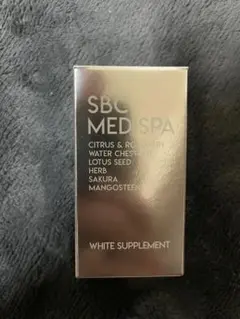 SBC
MEDISPA
CITRUS &
WATER
LOTUS SEED
HERB
SAKURA
MANGOSTEEN
WHITE SUPPLEMENT